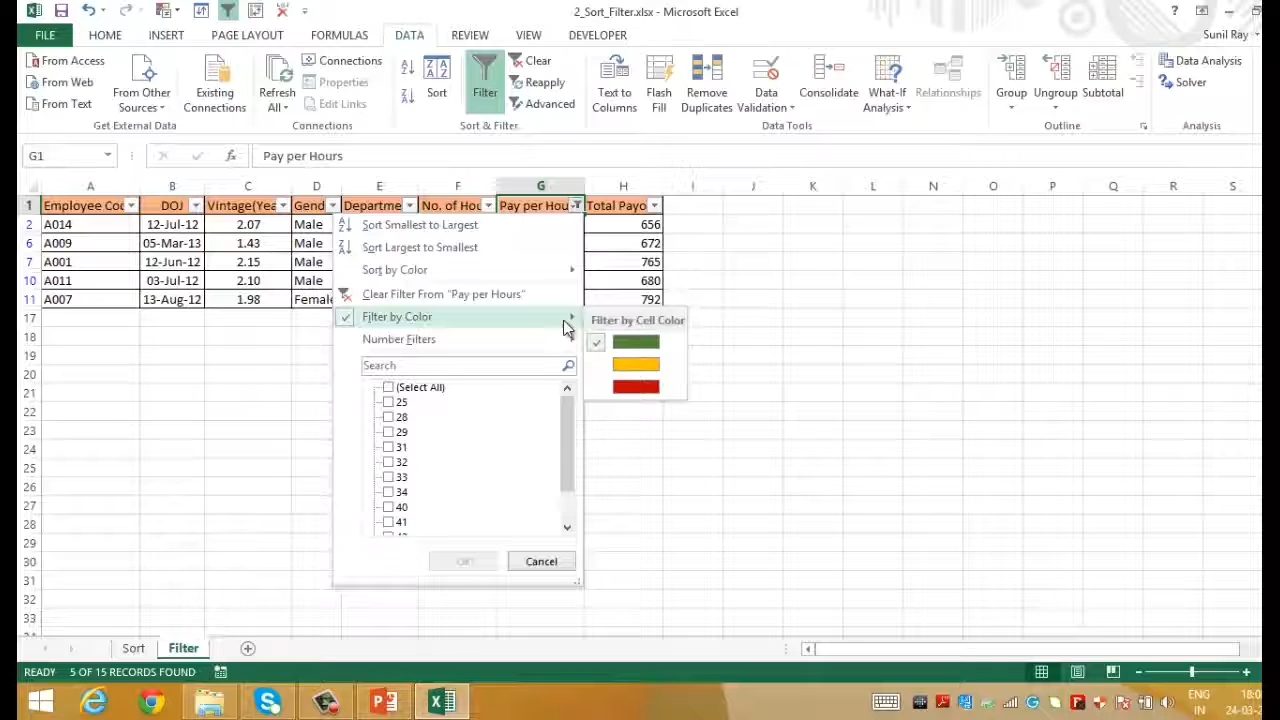 2_Sort_Filter.xlsx - Microsoft Excel
FILE HOME INSERT PAGE LAYOUT FORMULAS DATA REVIEW VIEW DEVELOPER Sunil Ray
From Access
From Web
From Text
From Other Sources
Existing Connections
Get External Data
Refresh All
Connections
Properties
Edit Links
Connections
Sort
Filter
Clear
Reapply
Advanced
Sort & Filter
Text to Columns
Flash Fill
Remove Duplicates
Data Validation
Consolidate
What-If Analysis
Relationships
Data Tools
Group
Ungroup
Subtotal
Outline
Data Analysis
Solver
Analysis
G1 fx Pay per Hours
A B C D E F G H I J K L M N O P Q R S
1 Employee Cou DOJ Vintage(Yea Gend Departme No. of Hou Pay per Hou Total Payo
2 A014 12-Jul-12 2.07 Male 656
6 A009 05-Mar-13 1.43 Male 672
7 A001 12-Jun-12 2.15 Male 765
10 A011 03-Jul-12 2.10 Male 680
11 A007 13-Aug-12 1.98 Female 792
17
18
19
20
21
22
23
24
25
26
27
28
29
30
31
32
33
Sort Smallest to Largest
Sort Largest to Smallest
Sort by Color
Clear Filter From "Pay per Hours"
Filter by Color
Number Filters
Search
(Select All)
25
28
29
31
32
33
34
40
41
Cancel
Filter by Cell Color
Sort Filter
READY 5 OF 15 RECORDS FOUND
ENG
IN
24-03-2